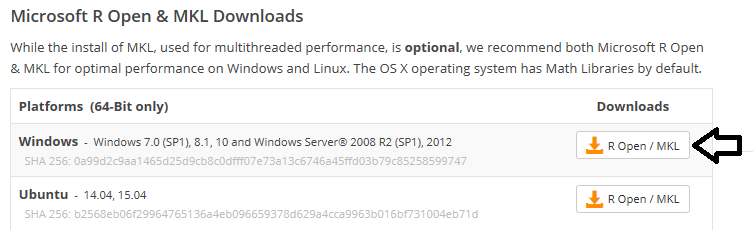 Microsoft R Open & MKL Downloads
While the install of MKL, used for multithreaded performance, is optional, we recommend both Microsoft R Open
& MKL for optimal performance on Windows and Linux. The OS X operating system has Math Libraries by default.
Platforms (64-Bit only) Downloads
Windows - Windows 7.0 (SP1), 8.1, 10 and Windows Server® 2008 R2 (SP1), 2012 R Open / MKL
SHA 256: 0a99d2c9aa1465d25d9cb8c0dfff07e73a13c6746a45ffd03b79c85258599747
Ubuntu - 14.04, 15.04 R Open / MKL
SHA 256: b2568eb06f29964765136a4eb096659378d629a4cca9963b016bf731004eb71d